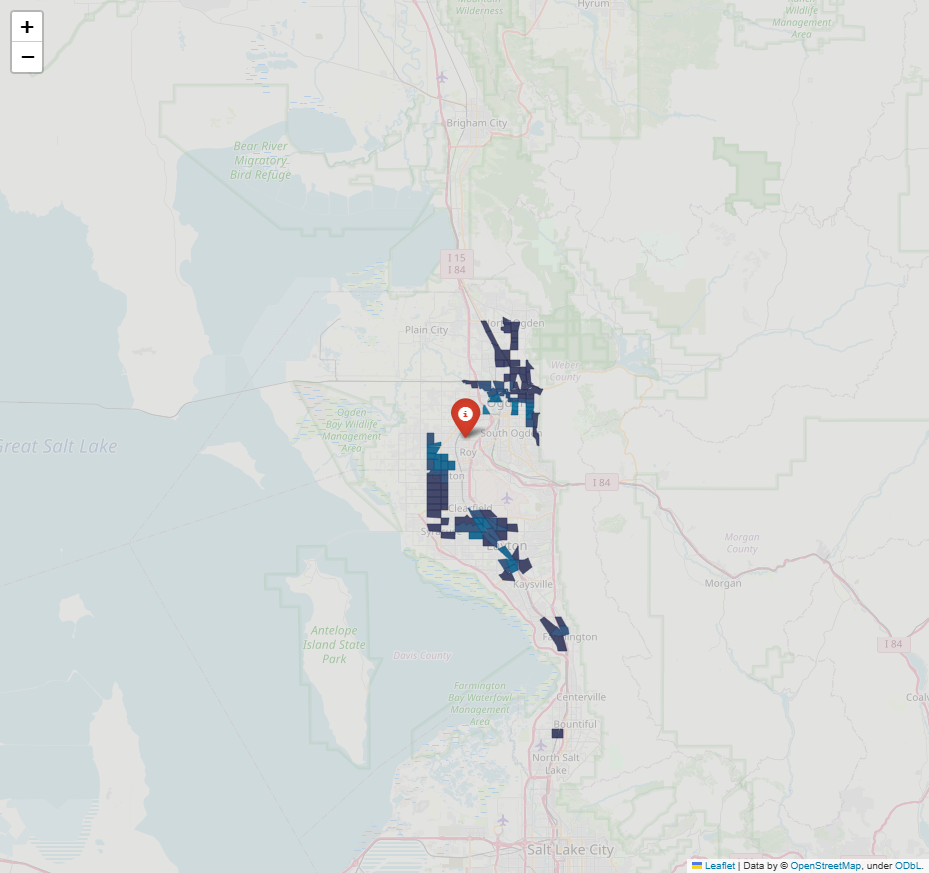 +
−
Wilderness
Hyrum
Wildlife
Management
Area
Brigham City
Bear River
Migratory
Bird Refuge
I 15
I 84
Plain City
Weber
County
Ogden
Bay Wildlife
Management
Area
i
South Ogden
Roy
I 84
Clearfield
Layton
Morgan
County
Kaysville
Morgan
Great Salt Lake
Antelope
Island State
Park
Davis County
Farmington
I 84
Farmington
Bay Waterfowl
Management
Area
Centerville
Bountiful
North Salt
Lake
Salt Lake City
Leaflet | Data by © OpenStreetMap, under ODbL.